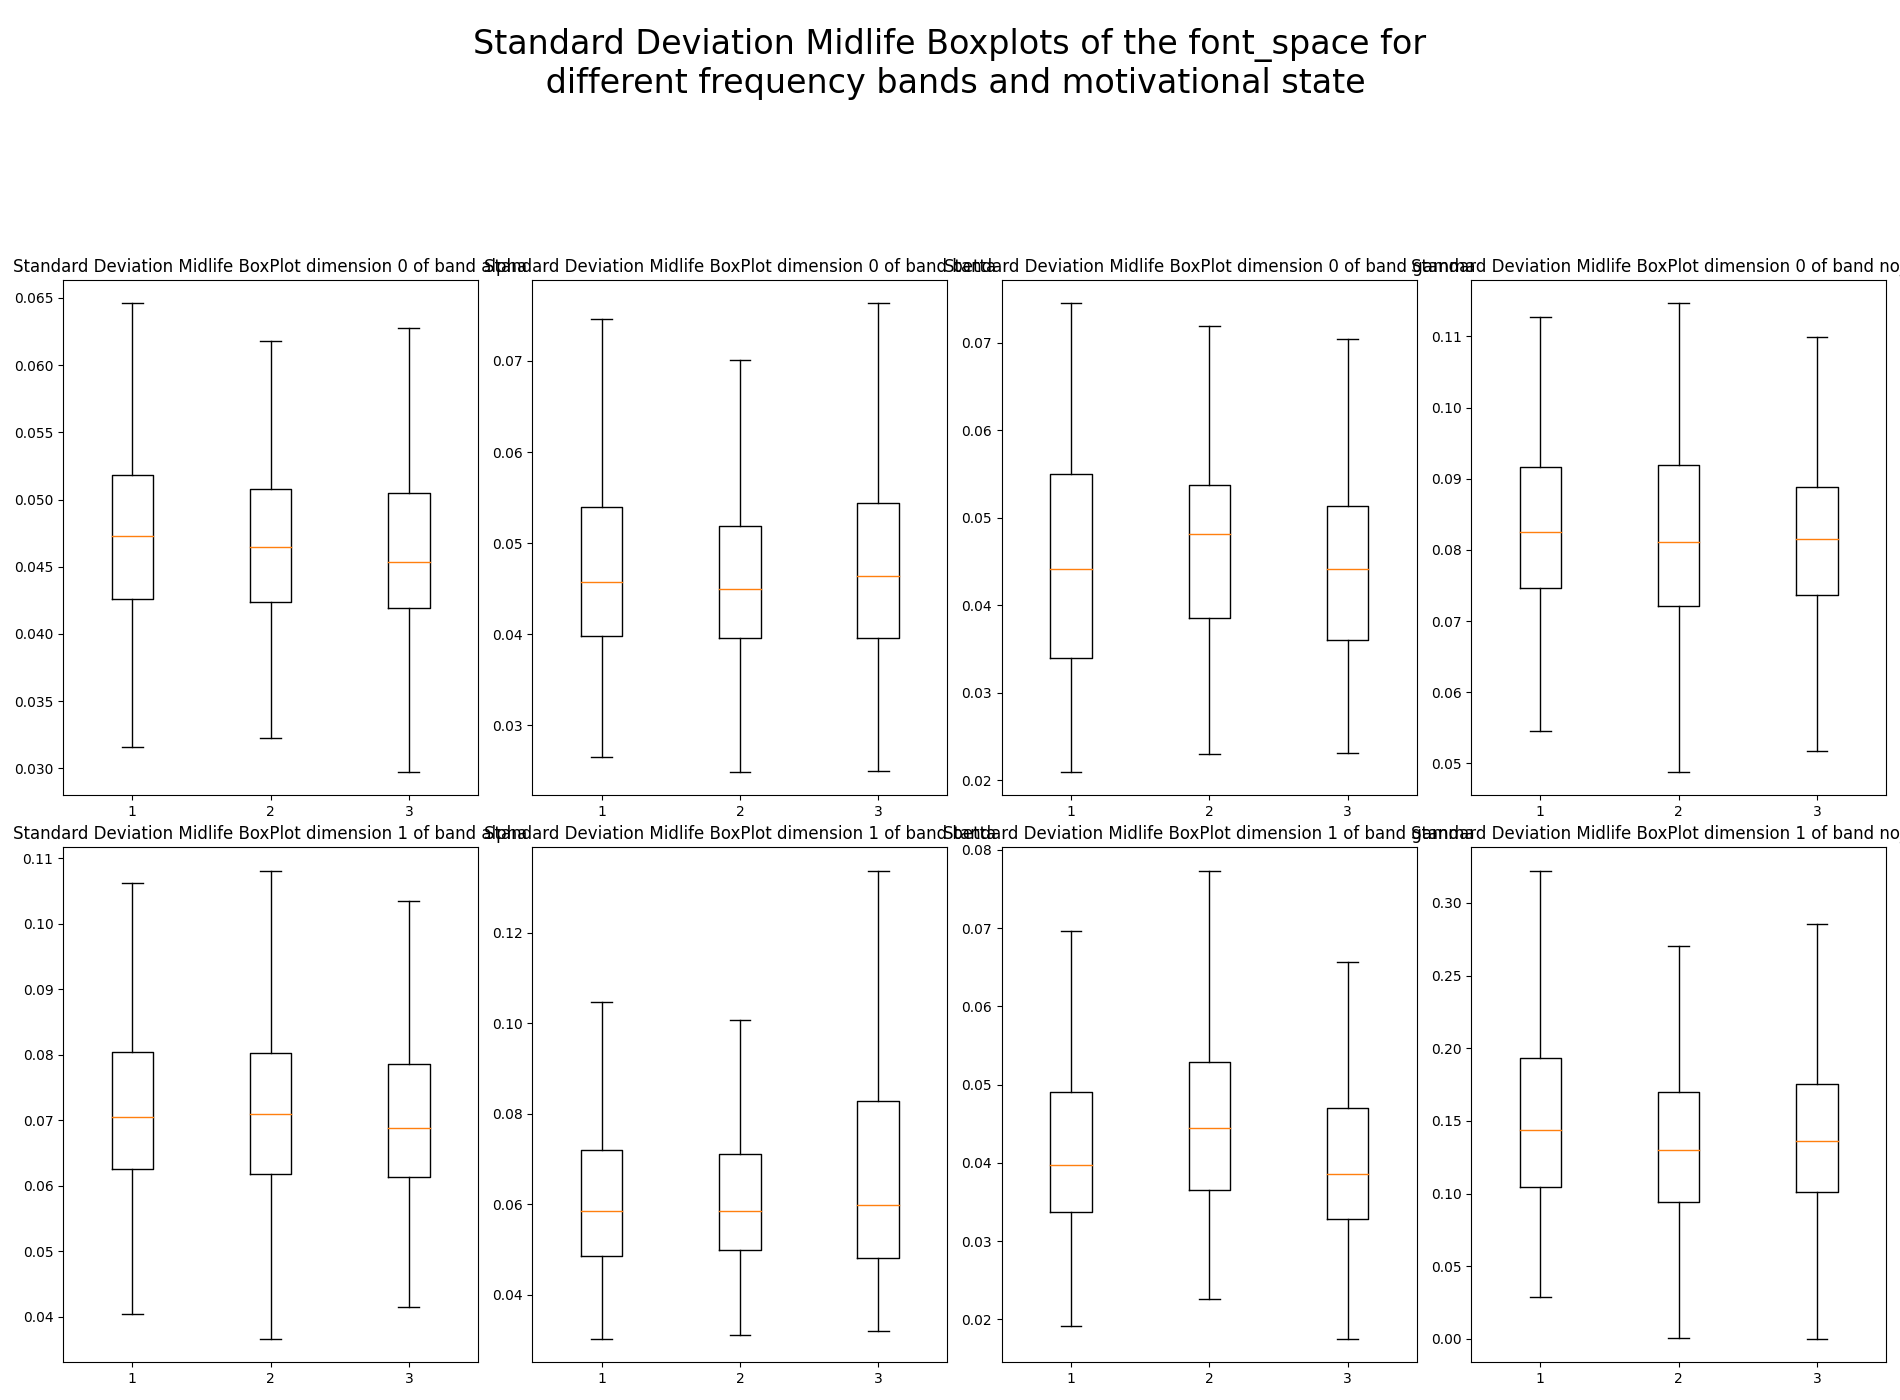 Standard Deviation Midlife Boxplots of the font_space for
different frequency bands and motivational state
Standard Deviation Midlife BoxPlot dimension 0 of band alpha
0.065
0.060
0.055
0.050
0.045
0.040
0.035
0.030
1 2 3
Standard Deviation Midlife BoxPlot dimension 0 of band
0.07
0.06
0.05
0.04
0.03
1 2 3
Standard Deviation Midlife BoxPlot dimension 0 of band gamma
0.07
0.06
0.05
0.04
0.03
0.02
1 2 3
Standard Deviation Midlife BoxPlot dimension 0 of band no
0.11
0.10
0.09
0.08
0.07
0.06
0.05
1 2 3
Standard Deviation Midlife BoxPlot dimension 1 of band alpha
0.11
0.10
0.09
0.08
0.07
0.06
0.05
0.04
1 2 3
Standard Deviation Midlife BoxPlot dimension 1 of band
0.12
0.10
0.08
0.06
0.04
1 2 3
Standard Deviation Midlife BoxPlot dimension 1 of band gamma
0.08
0.07
0.06
0.05
0.04
0.03
0.02
1 2 3
Standard Deviation Midlife BoxPlot dimension 1 of band no
0.30
0.25
0.20
0.15
0.10
0.05
0.00
1 2 3